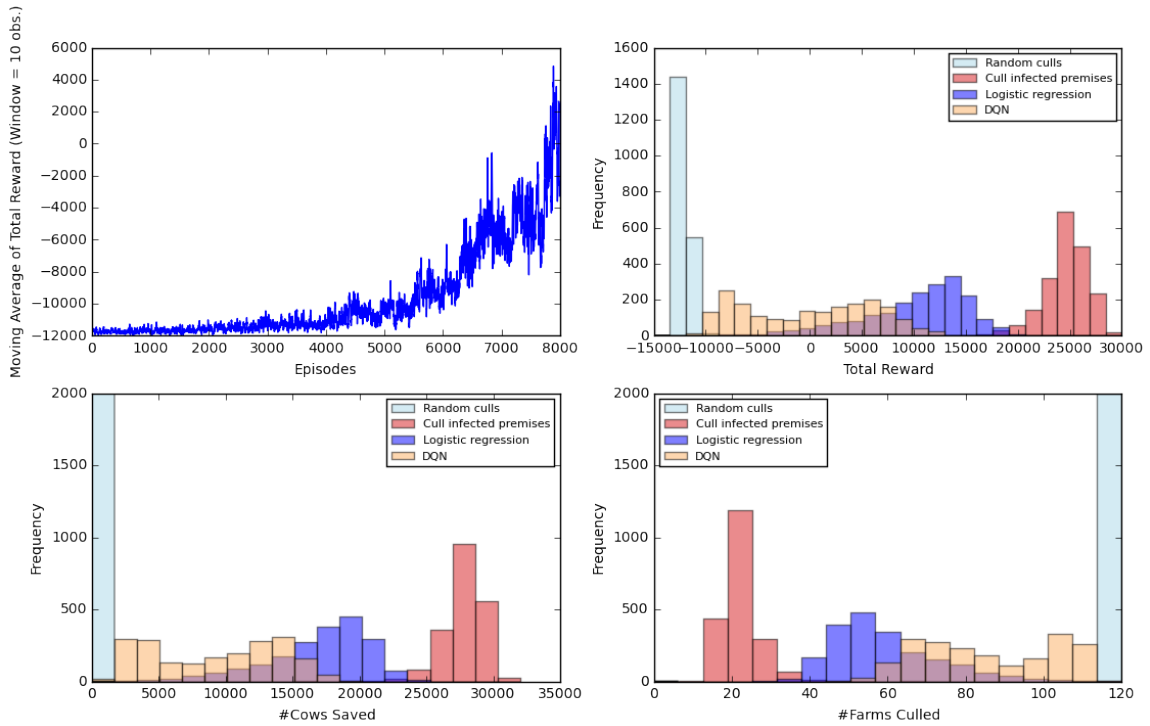 Moving Average of Total Reward (Window = 10 obs.)
6000
4000
2000
0
−2000
−4000
−6000
−8000
−10000
−12000
0 1000 2000 3000 4000 5000 6000 7000 8000
Episodes
Frequency
1600
1400
1200
1000
800
600
400
200
0
Random culls
Cull infected premises
Logistic regression
DQN
−15000 −10000 −5000 0 5000 10000 15000 20000 25000 30000
Total Reward
Frequency
2000
1500
1000
500
0
Random culls
Cull infected premises
Logistic regression
DQN
0 5000 10000 15000 20000 25000 30000 35000
#Cows Saved
Frequency
2000
1500
1000
500
0
Random culls
Cull infected premises
Logistic regression
DQN
0 20 40 60 80 100 120
#Farms Culled